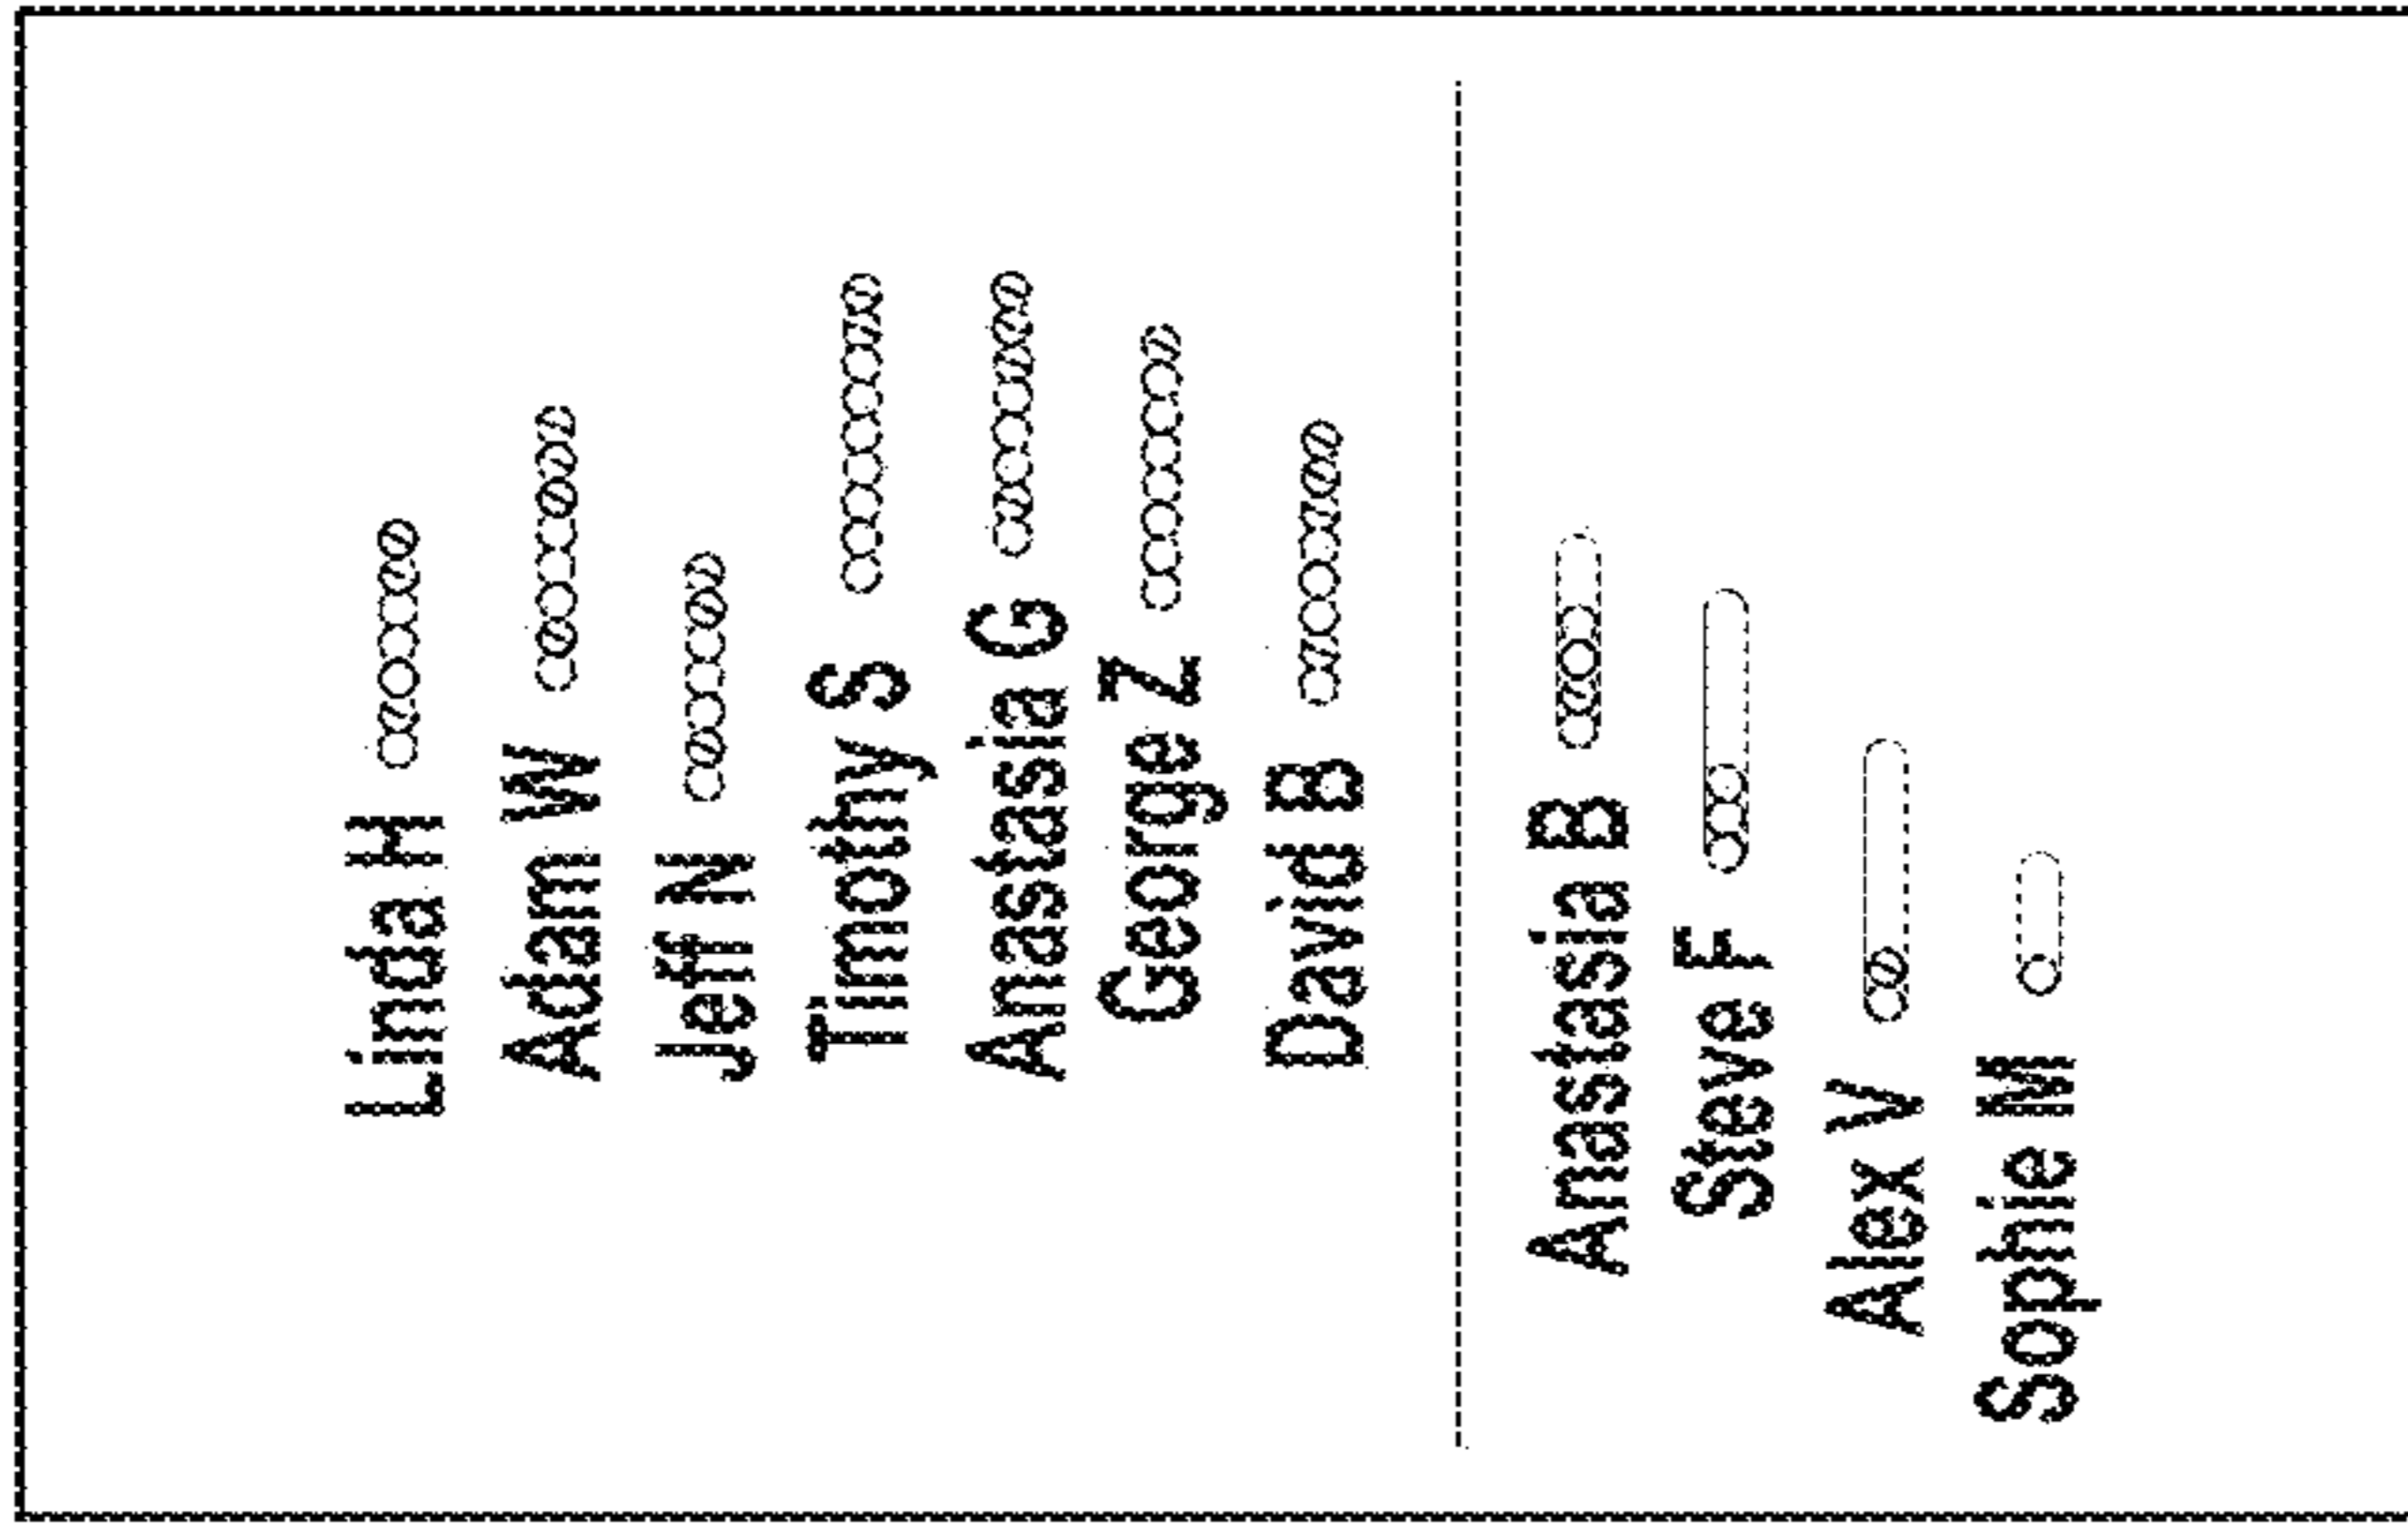 Linda H
Adam W
Jeff N
Timothy S
Anastasia G
George Z
David B
Anastasia B
Steve F
Alex V
Sophie M